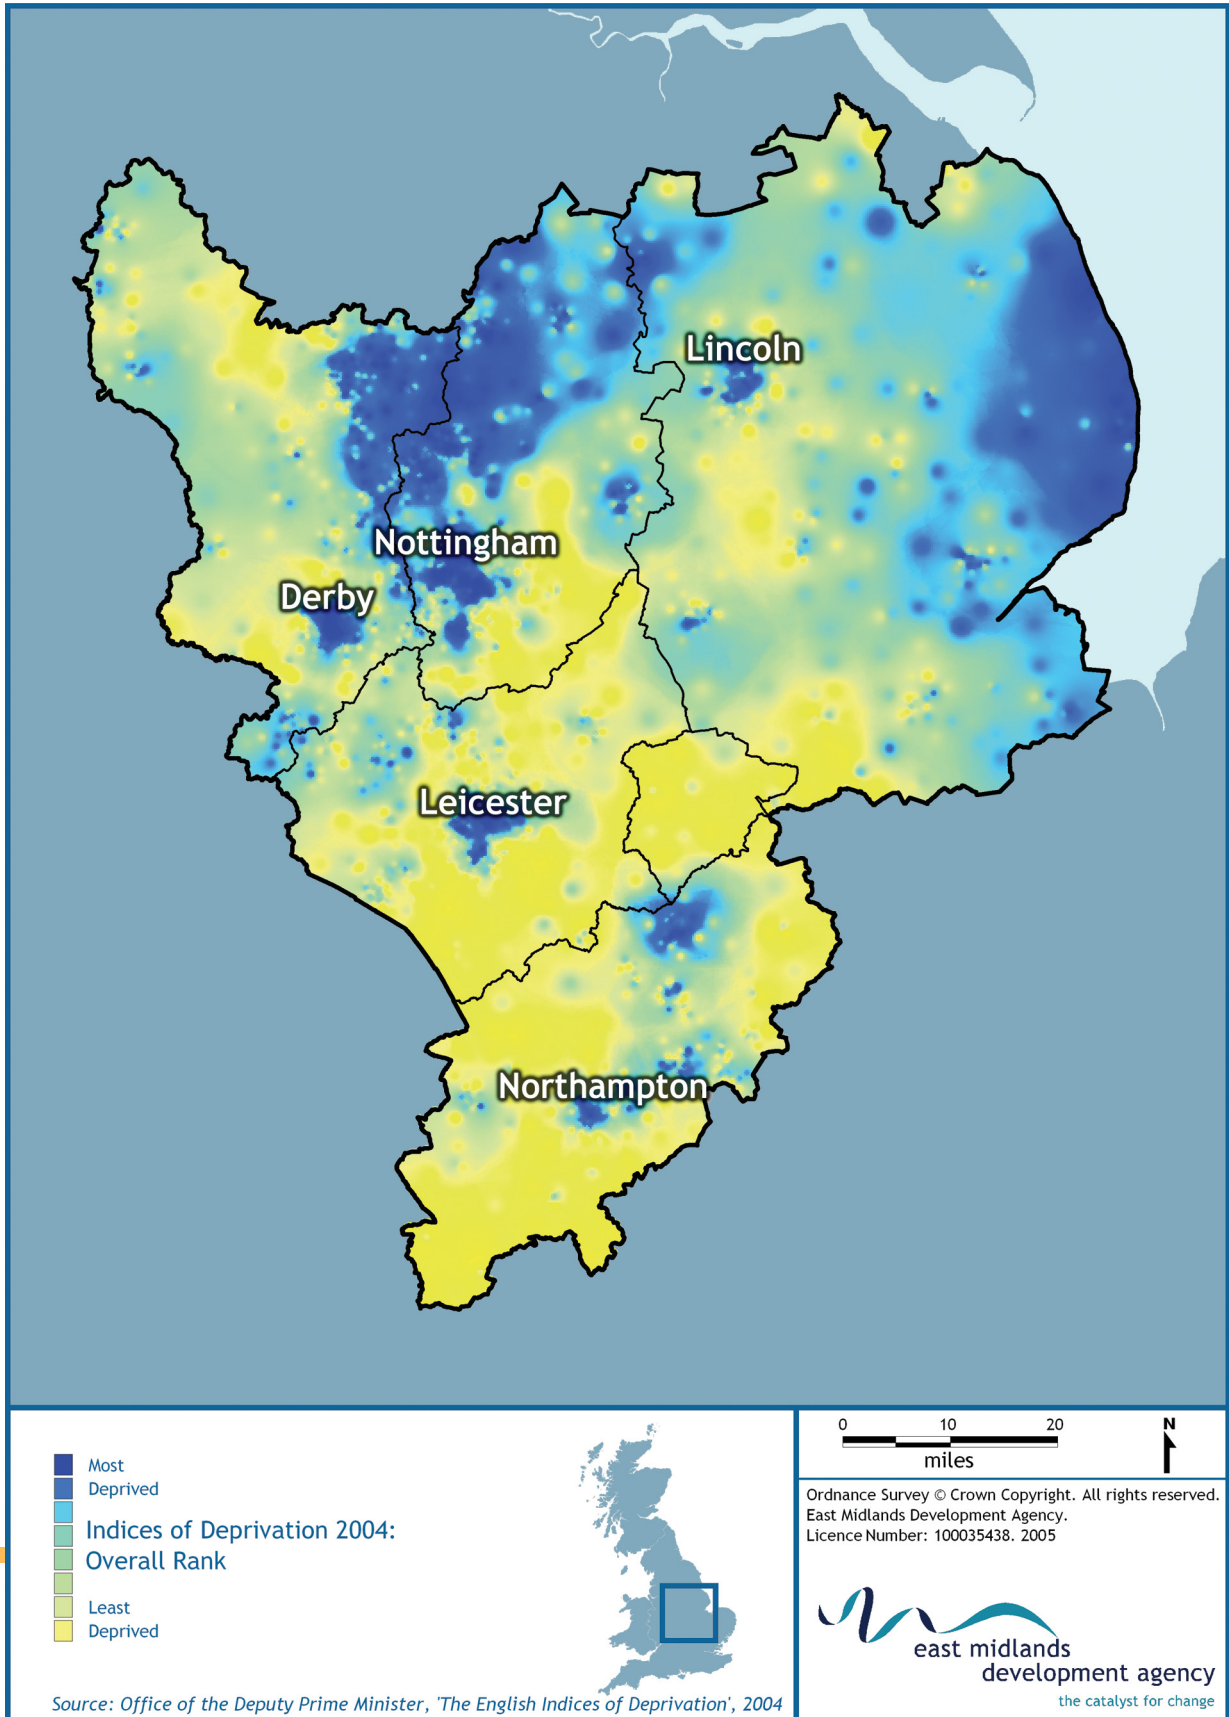 Lincoln
Nottingham
Derby
Leicester
Northampton
Most
Deprived
Indices of Deprivation 2004:
Overall Rank
Least
Deprived
Source: Office of the Deputy Prime Minister, 'The English Indices of Deprivation', 2004
0 10 20
miles
N
Ordnance Survey © Crown Copyright. All rights reserved.
East Midlands Development Agency.
Licence Number: 100035438. 2005
east midlands
development agency
the catalyst for change